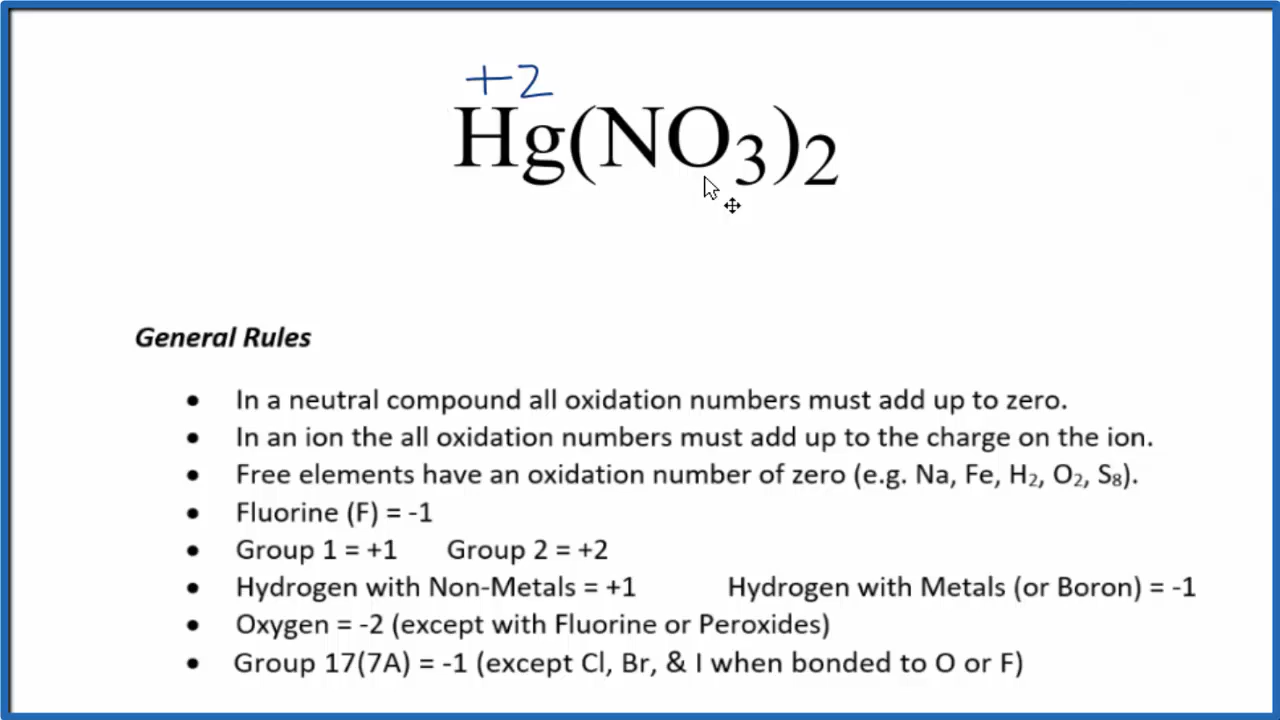 +2
Hg(NO₃)₂
General Rules
• In a neutral compound all oxidation numbers must add up to zero.
• In an ion the all oxidation numbers must add up to the charge on the ion.
• Free elements have an oxidation number of zero (e.g. Na, Fe, H₂, O₂, S₈).
• Fluorine (F) = -1
• Group 1 = +1 Group 2 = +2
• Hydrogen with Non-Metals = +1 Hydrogen with Metals (or Boron) = -1
• Oxygen = -2 (except with Fluorine or Peroxides)
• Group 17(7A) = -1 (except Cl, Br, & I when bonded to O or F)